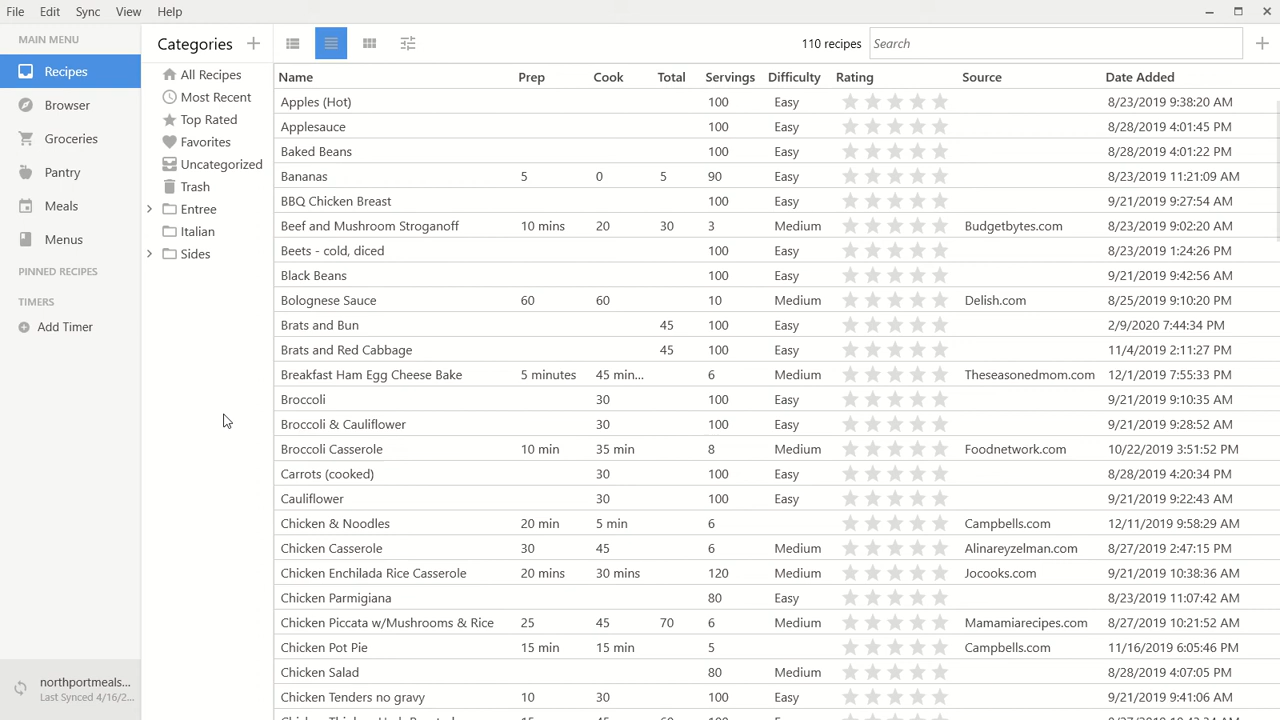 File Edit Sync View Help
MAIN MENU
Recipes
Browser
Groceries
Pantry
Meals
Menus
PINNED RECIPES
TIMERS
Add Timer
northportmeals...
Last Synced 4/16/2...
Categories
All Recipes
Most Recent
Top Rated
Favorites
Uncategorized
Trash
Entree
Italian
Sides
110 recipes Search
Name Prep Cook Total Servings Difficulty Rating Source Date Added
Apples (Hot) 100 Easy 8/23/2019 9:38:20 AM
Applesauce 100 Easy 8/28/2019 4:01:45 PM
Baked Beans 100 Easy 8/28/2019 4:01:22 PM
Bananas 5 0 5 90 Easy 8/23/2019 11:21:09 AM
BBQ Chicken Breast 100 Easy 9/21/2019 9:27:54 AM
Beef and Mushroom Stroganoff 10 mins 20 30 3 Medium Budgetbytes.com 8/23/2019 9:02:20 AM
Beets - cold, diced 100 Easy 8/23/2019 1:24:26 PM
Black Beans 100 Easy 9/21/2019 9:42:56 AM
Bolognese Sauce 60 60 10 Medium Delish.com 8/25/2019 9:10:20 PM
Brats and Bun 45 100 Easy 2/9/2020 7:44:34 PM
Brats and Red Cabbage 45 100 Easy 11/4/2019 2:11:27 PM
Breakfast Ham Egg Cheese Bake 5 minutes 45 min... 6 Medium Theseasonedmom.com 12/1/2019 7:55:33 PM
Broccoli 30 100 Easy 9/21/2019 9:10:35 AM
Broccoli & Cauliflower 30 100 Easy 9/21/2019 9:28:52 AM
Broccoli Casserole 10 min 35 min 8 Medium Foodnetwork.com 10/22/2019 3:51:52 PM
Carrots (cooked) 30 100 Easy 8/28/2019 4:20:34 PM
Cauliflower 30 100 Easy 9/21/2019 9:22:43 AM
Chicken & Noodles 20 min 5 min 6 Campbells.com 12/11/2019 9:58:29 AM
Chicken Casserole 30 45 6 Medium Alinareyzelman.com 8/27/2019 2:47:15 PM
Chicken Enchilada Rice Casserole 20 mins 30 mins 120 Medium Jocooks.com 9/21/2019 10:38:36 AM
Chicken Parmigiana 80 Easy 8/23/2019 11:07:42 AM
Chicken Piccata w/Mushrooms & Rice 25 45 70 6 Medium Mamamiarecipes.com 8/27/2019 10:21:52 AM
Chicken Pot Pie 15 min 15 min 5 Campbells.com 11/16/2019 6:05:46 PM
Chicken Salad 80 Medium 8/28/2019 4:07:05 PM
Chicken Tenders no gravy 10 30 100 Easy 9/21/2019 9:41:06 AM